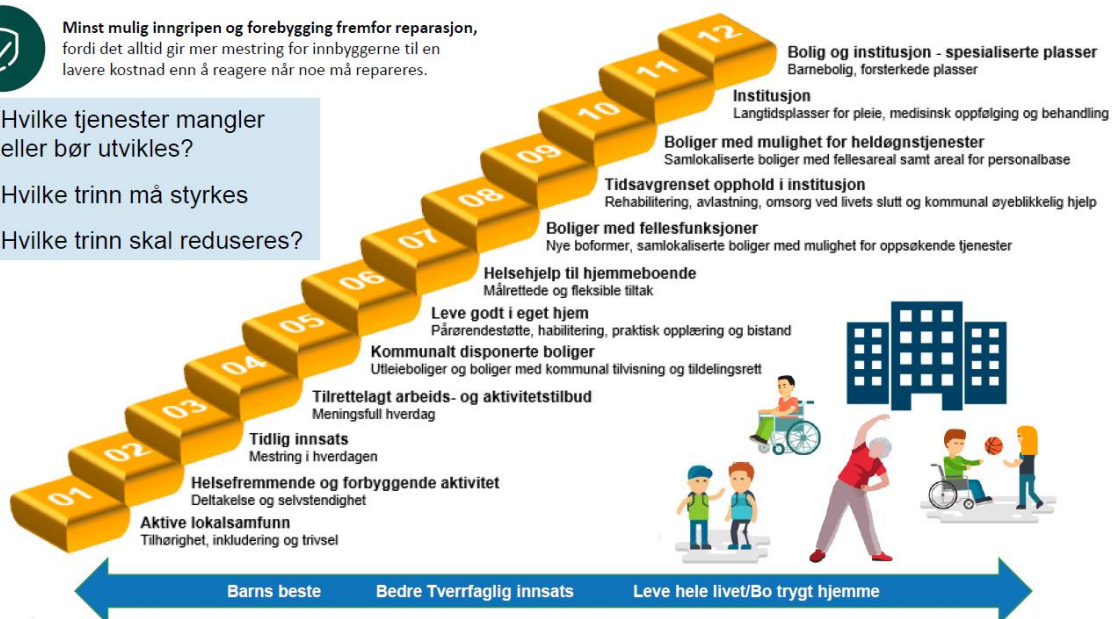 Minst mulig inngripen og forebygging fremfor reparasjon,
fordi det alltid gir mer mestring for innbyggerne til en
lavere kostnad enn å reagere når noe må repareres.
Hvilke tjenester mangler
eller bør utvikles?
Hvilke trinn må styrkes
Hvilke trinn skal reduseres?
12
Bolig og institusjon - spesialiserte plasser
Barnebolig, forsterkede plasser
11
Institusjon
Langtidsplasser for pleie, medisinsk oppfølging og behandling
10
Boliger med mulighet for heldøgnstjenester
Samlokaliserte boliger med fellesareal samt areal for personalbase
09
Tidsavgrenset opphold i institusjon
Rehabilitering, avlastning, omsorg ved livets slutt og kommunal øyeblikkelig hjelp
08
Boliger med fellesfunksjoner
Nye boformer, samlokaliserte boliger med mulighet for oppsøkende tjenester
07
Helsehjelp til hjemmeboende
Målrettede og fleksible tiltak
06
Leve godt i eget hjem
Pårørendestøtte, habilitering, praktisk opplæring og bistand
05
Kommunalt disponerte boliger
Utleieboliger og boliger med kommunal tilvisning og tildelingsrett
04
Tilrettelagt arbeids- og aktivitetstilbud
Meningsfull hverdag
03
Tidlig innsats
Mestring i hverdagen
02
Helsefremmende og forbyggende aktivitet
Deltakelse og selvstendighet
01
Aktive lokalsamfunn
Tilhørighet, inkludering og trivsel
Barns beste Bedre Tverrfaglig innsats Leve hele livet/Bo trygt hjemme